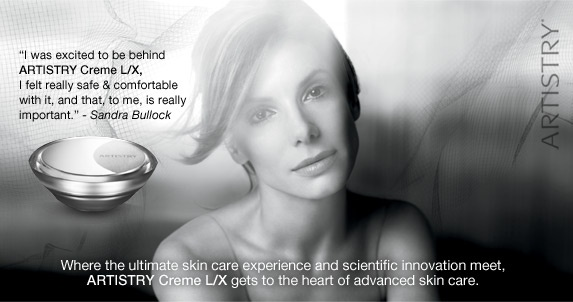 “I was excited to be behind
ARTISTRY Creme L/X,
I felt really safe & comfortable
with it, and that, to me, is really
important.” - Sandra Bullock
ARTISTRY
ARTISTRY
Where the ultimate skin care experience and scientific innovation meet,
ARTISTRY Creme L/X gets to the heart of advanced skin care.